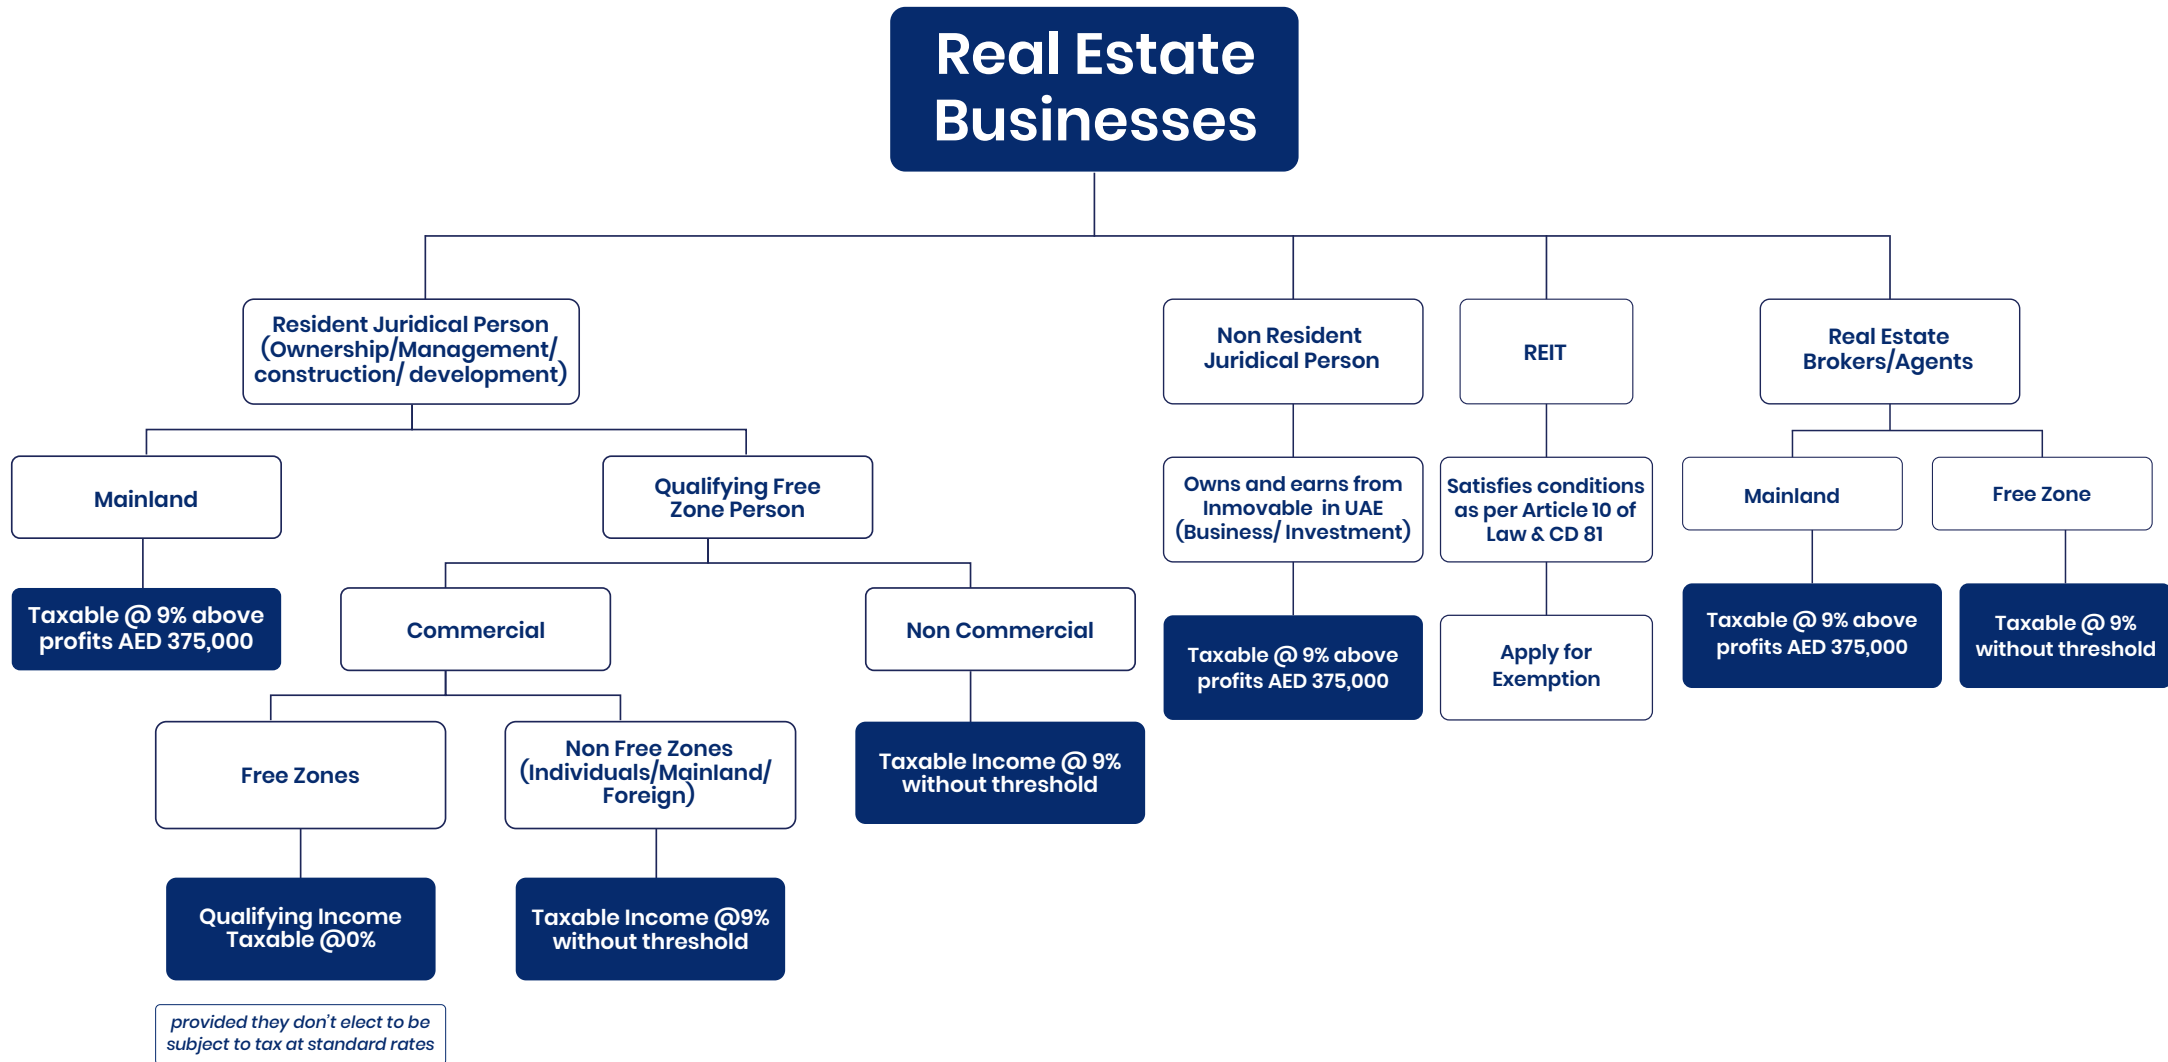 Real Estate
Businesses
Resident Juridical Person
(Ownership/Management/
construction/ development)
Non Resident
Juridical Person
REIT
Real Estate
Brokers/Agents
Mainland
Qualifying Free
Zone Person
Owns and earns from
Inmovable in UAE
(Business/ Investment)
Satisfies conditions
as per Article 10 of
Law & CD 81
Mainland
Free Zone
Taxable @ 9% above
profits AED 375,000
Commercial
Non Commercial
Taxable @ 9% above
profits AED 375,000
Apply for
Exemption
Taxable @ 9% above
profits AED 375,000
Taxable @ 9%
without threshold
Free Zones
Non Free Zones
(Individuals/Mainland/
Foreign)
Taxable Income @ 9%
without threshold
Qualifying Income
Taxable @0%
Taxable Income @9%
without threshold
provided they don't elect to be
subject to tax at standard rates